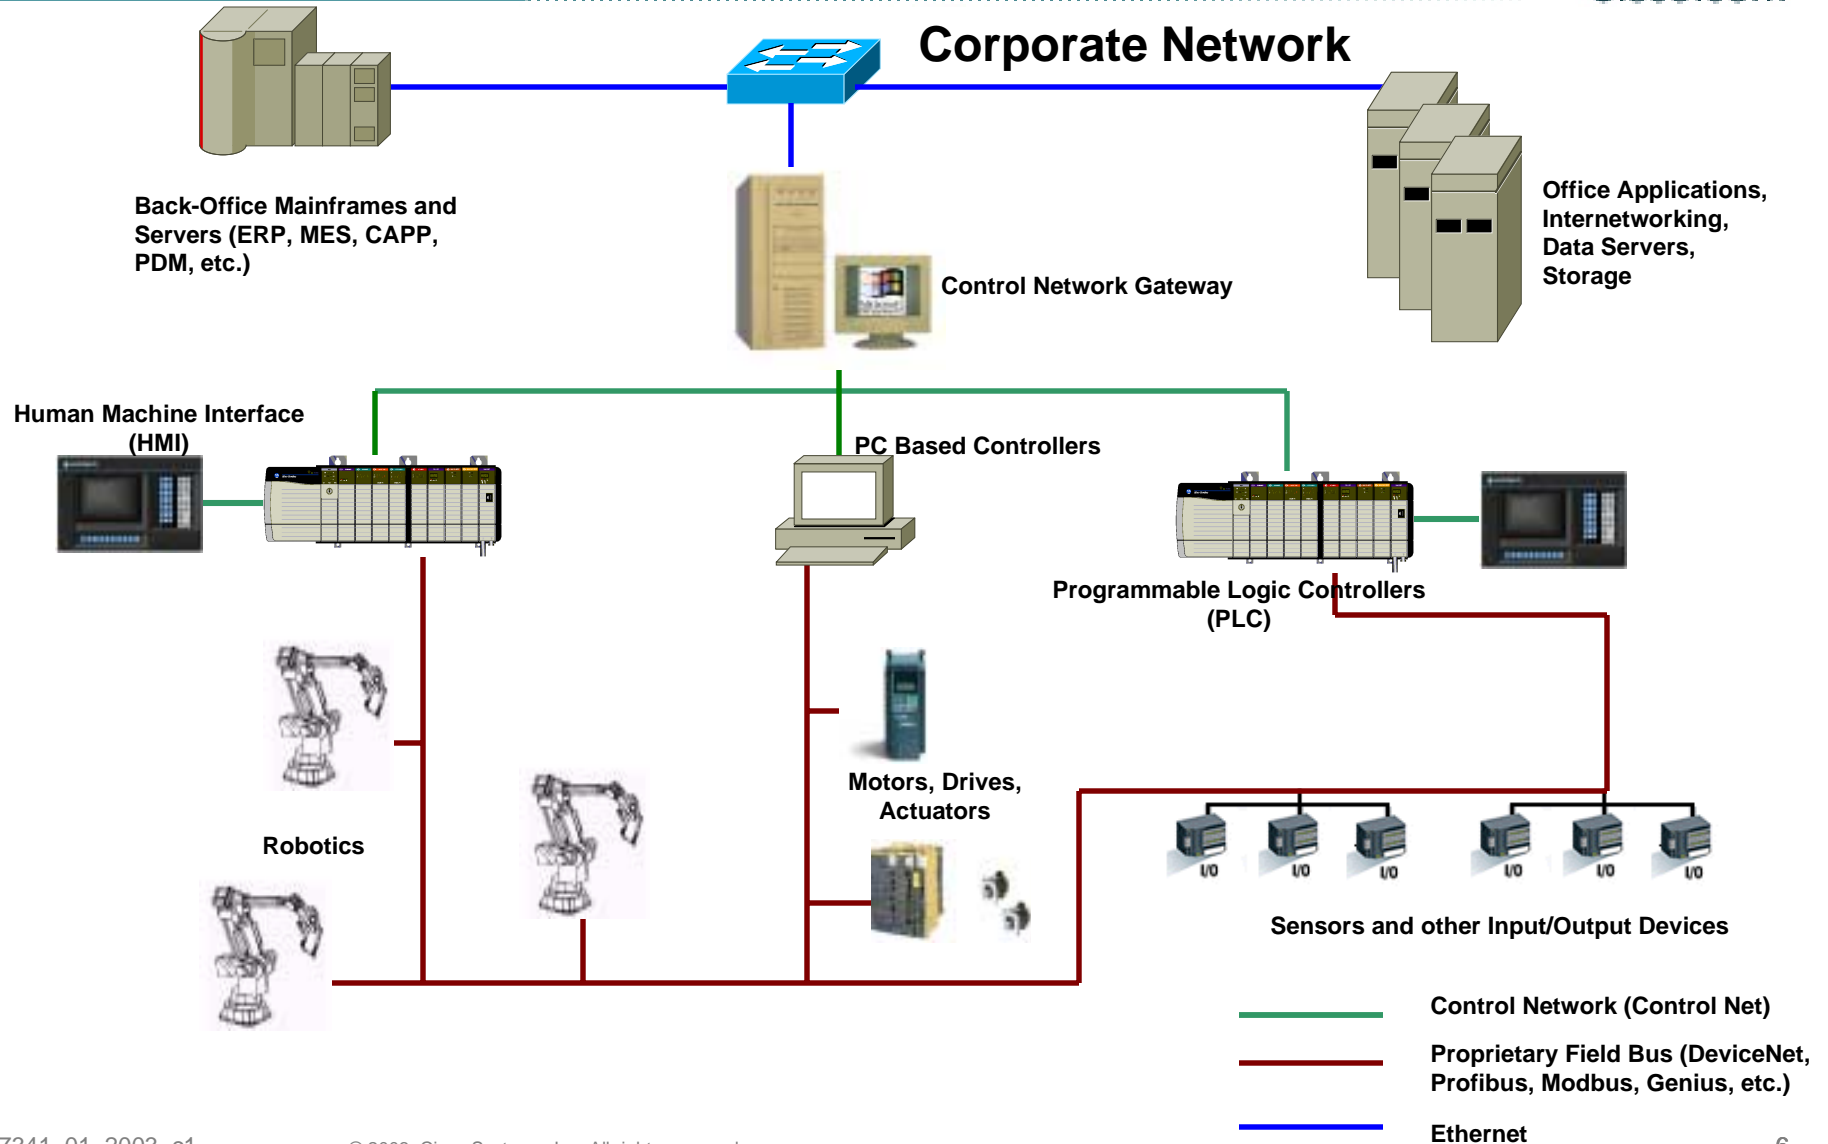 Corporate Network
Back-Office Mainframes and
Servers (ERP, MES, CAPP,
PDM, etc.)
Office Applications,
Internetworking,
Data Servers,
Storage
Control Network Gateway
Human Machine Interface
(HMI)
PC Based Controllers
Programmable Logic Controllers
(PLC)
Motors, Drives,
Actuators
Robotics
I/O
I/O
I/O
I/O
I/O
I/O
Sensors and other Input/Output Devices
Control Network (Control Net)
Proprietary Field Bus (DeviceNet,
Profibus, Modbus, Genius, etc.)
Ethernet
6